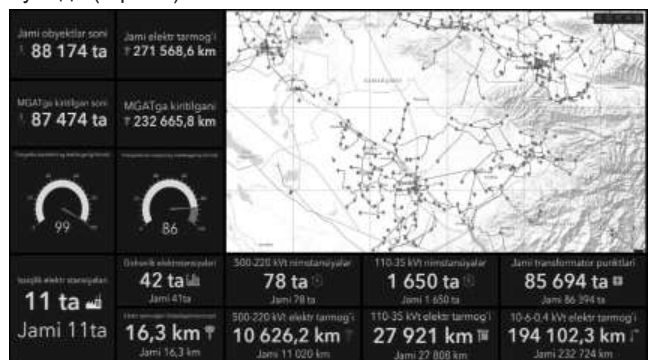 Jami obyektlar soni
88 174 ta
Jami elektr tarmog'i
271 568,6 km
MGATga kiritilgan soni
87 474 ta
MGATga kiritilgani
232 665,8 km
99
86
Issiqlik elektr stansiyalari
11 ta
Jami 11ta
42 ta
Jami 41ta
16,3 km
Jami 16,3 km
500-220 kVt nimstansiyalar
78 ta
Jami 78 ta
110-35 kVt nimstansiyalar
1 650 ta
Jami 1 650 ta
Jami transformator punktlari
85 694 ta
Jami 86 394 ta
500-220 kVt elektr tarmog'i
10 626,2 km
Jami 11 020 km
110-35 kVt elektr tarmog'i
27 921 km
Jami 27 808 km
10-6-0,4 kVt elektr tarmog'i
194 102,3 km
Jami 232 724 km